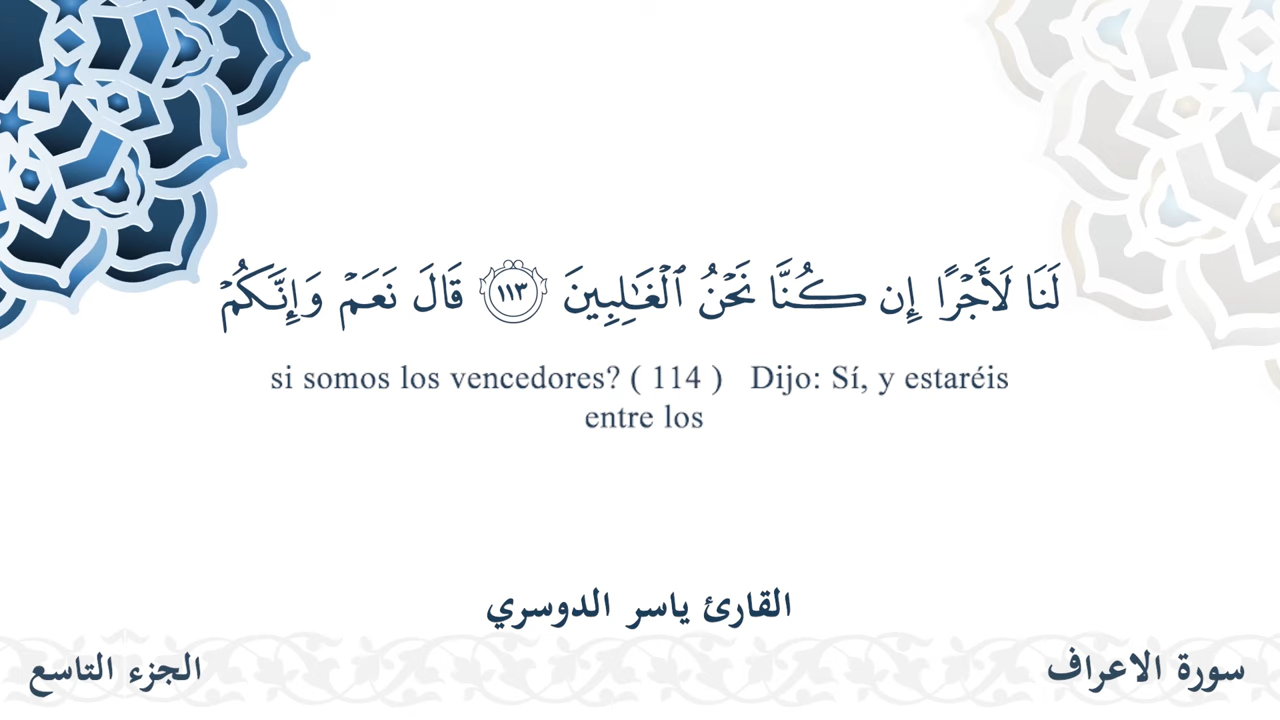 لَنَا لَأَجۡرًا إِن كُنَّا نَحۡنُ ٱلۡغَٰلِبِينَ ١١٣ قَالَ نَعَمۡ وَإِنَّكُمۡ
si somos los vencedores? ( 114 ) Dijo: Sí, y estaréis
entre los
القارئ ياسر الدوسري
سورة الاعراف
الجزء التاسع